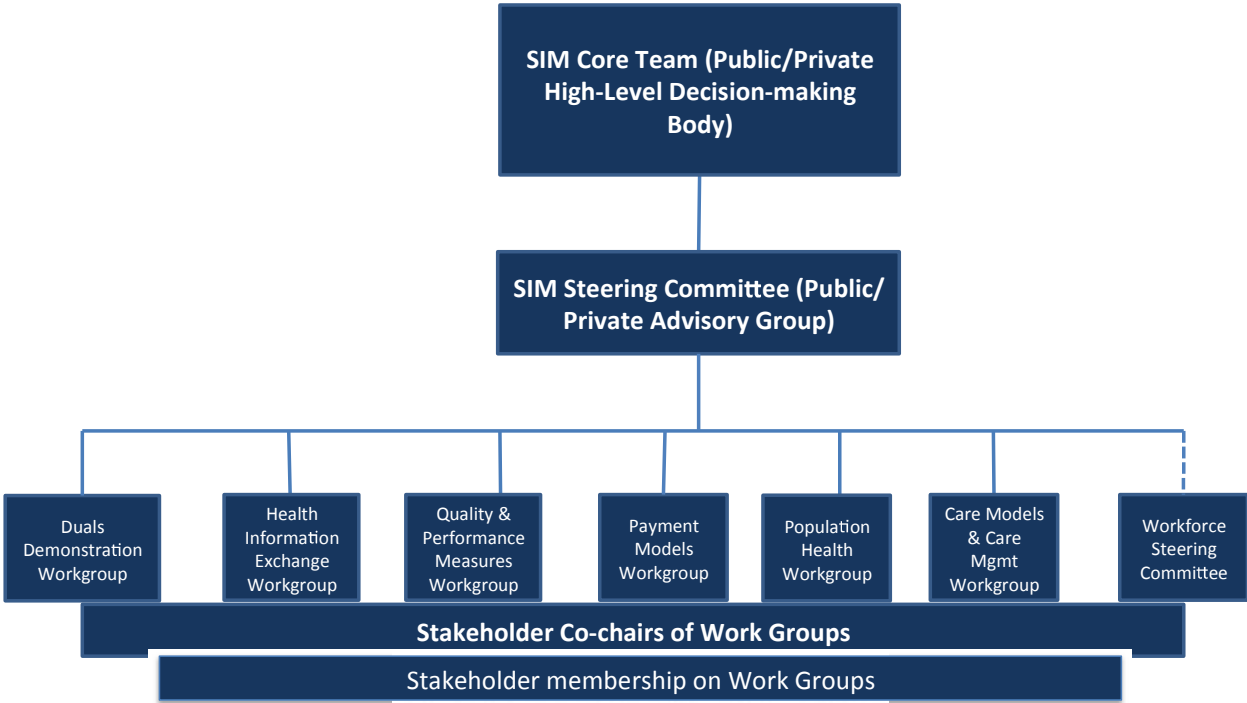 SIM Core Team (Public/Private
High-Level Decision-making
Body)
SIM Steering Committee (Public/
Private Advisory Group)
Duals
Demonstration
Workgroup
Health
Information
Exchange
Workgroup
Quality &
Performance
Measures
Workgroup
Payment
Models
Workgroup
Population
Health
Workgroup
Care Models
& Care
Mgmt
Workgroup
Workforce
Steering
Committee
Stakeholder Co-chairs of Work Groups
Stakeholder membership on Work Groups